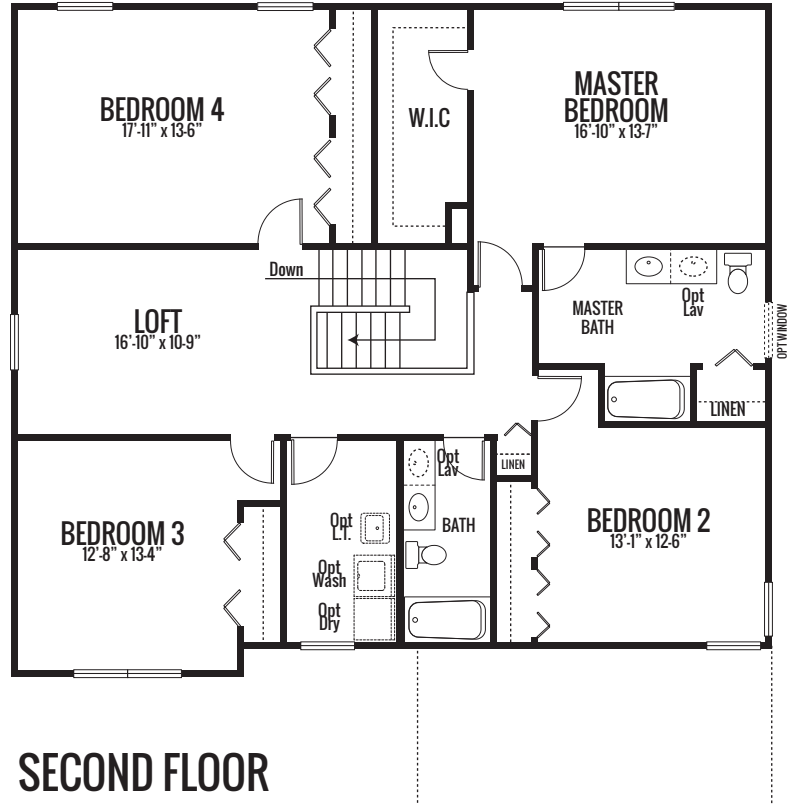 BEDROOM 4
17'-11" x 13-6"
W.I.C
MASTER
BEDROOM
16'-10" x 13-7"
Down
LOFT
16'-10" x 10-9"
MASTER
BATH
Opt
Lav
OPT WINDOW
LINEN
BEDROOM 3
12'-8" x 13-4"
Opt
L.T.
Opt
Wash
Opt
Dry
Opt
Lav
BATH
LINEN
BEDROOM 2
13'-1" x 12-6"
SECOND FLOOR